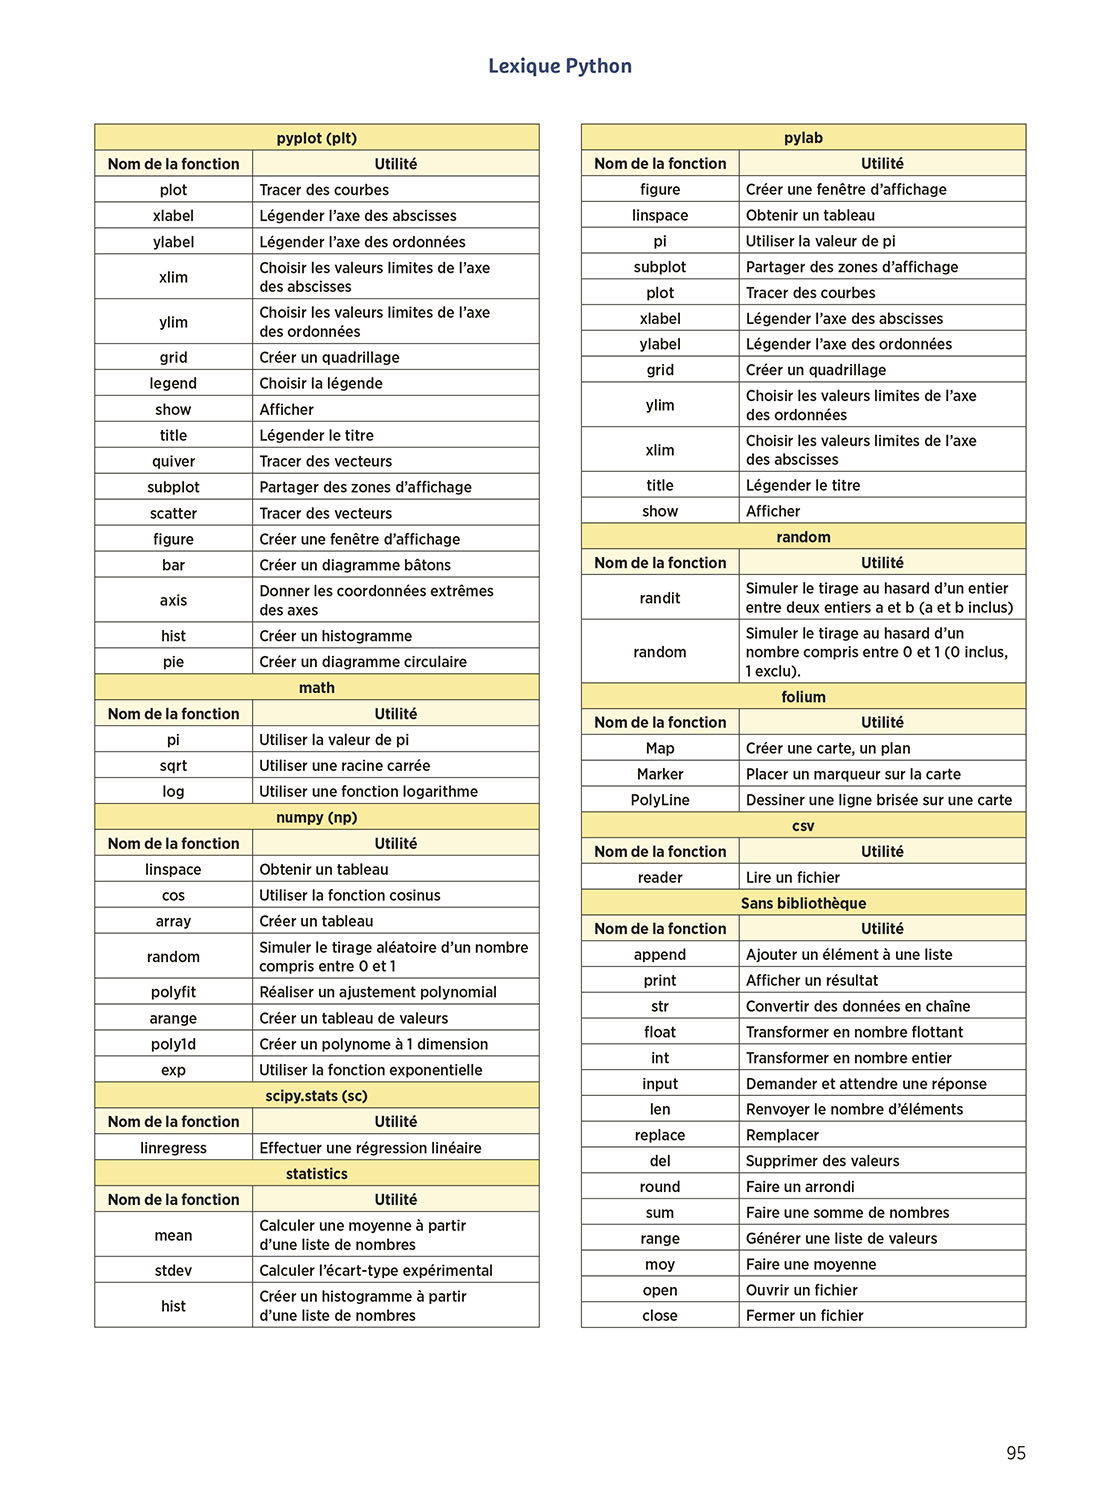 Lexique Python
pyplot (plt)
Nom de la fonction Utilité
plot Tracer des courbes
xlabel Légender l'axe des abscisses
ylabel Légender l'axe des ordonnées
xlim Choisir les valeurs limites de l'axe
des abscisses
ylim Choisir les valeurs limites de l'axe
des ordonnées
grid Créer un quadrillage
legend Choisir la légende
show Afficher
title Légender le titre
quiver Tracer des vecteurs
subplot Partager des zones d'affichage
scatter Tracer des vecteurs
figure Créer une fenêtre d'affichage
bar Créer un diagramme bâtons
axis Donner les coordonnées extrêmes
des axes
hist Créer un histogramme
pie Créer un diagramme circulaire
math
Nom de la fonction Utilité
pi Utiliser la valeur de pi
sqrt Utiliser une racine carrée
log Utiliser une fonction logarithme
numpy (np)
Nom de la fonction Utilité
linspace Obtenir un tableau
cos Utiliser la fonction cosinus
array Créer un tableau
random Simuler le tirage aléatoire d'un nombre
compris entre 0 et 1
polyfit Réaliser un ajustement polynomial
arange Créer un tableau de valeurs
poly1d Créer un polynome à 1 dimension
exp Utiliser la fonction exponentielle
scipy.stats (sc)
Nom de la fonction Utilité
linregress Effectuer une régression linéaire
statistics
Nom de la fonction Utilité
mean Calculer une moyenne à partir
d'une liste de nombres
stdev Calculer l'écart-type expérimental
hist Créer un histogramme à partir
d'une liste de nombres
pylab
Nom de la fonction Utilité
figure Créer une fenêtre d'affichage
linspace Obtenir un tableau
pi Utiliser la valeur de pi
subplot Partager des zones d'affichage
plot Tracer des courbes
xlabel Légender l'axe des abscisses
ylabel Légender l'axe des ordonnées
grid Créer un quadrillage
ylim Choisir les valeurs limites de l'axe
des ordonnées
xlim Choisir les valeurs limites de l'axe
des abscisses
title Légender le titre
show Afficher
random
Nom de la fonction Utilité
randit Simuler le tirage au hasard d'un entier
entre deux entiers a et b (a et b inclus)
random Simuler le tirage au hasard d'un
nombre compris entre 0 et 1 (0 inclus,
1 exclu).
folium
Nom de la fonction Utilité
Map Créer une carte, un plan
Marker Placer un marqueur sur la carte
PolyLine Dessiner une ligne brisée sur une carte
csv
Nom de la fonction Utilité
reader Lire un fichier
Sans bibliothèque
Nom de la fonction Utilité
append Ajouter un élément à une liste
print Afficher un résultat
str Convertir des données en chaîne
float Transformer en nombre flottant
int Transformer en nombre entier
input Demander et attendre une réponse
len Renvoyer le nombre d'éléments
replace Remplacer
del Supprimer des valeurs
round Faire un arrondi
sum Faire une somme de nombres
range Générer une liste de valeurs
moy Faire une moyenne
open Ouvrir un fichier
close Fermer un fichier
95